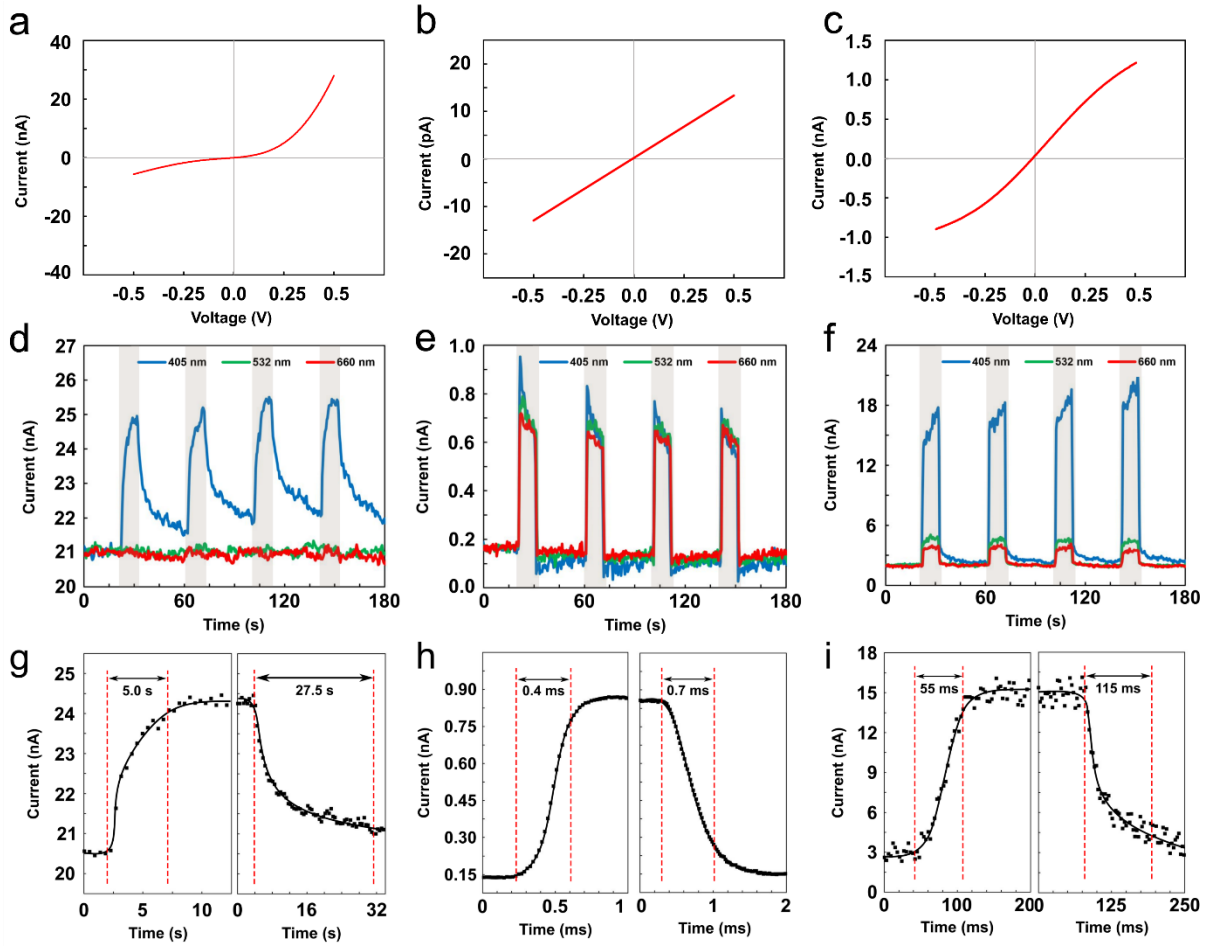 a
40
20
0
-20
-40
Current (nA)
-0.5 -0.25 0.0 0.25 0.5
Voltage (V)
b
20
10
0
-10
-20
Current (pA)
-0.5 -0.25 0.0 0.25 0.5
Voltage (V)
c
1.5
1.0
0.5
0.0
-0.5
-1.0
-1.5
Current (nA)
-0.5 -0.25 0.0 0.25 0.5
Voltage (V)
d
27
26
25
24
23
22
21
20
Current (nA)
405 nm 532 nm 660 nm
0 60 120 180
Time (s)
e
1.0
0.8
0.6
0.4
0.2
0.0
Current (nA)
405 nm 532 nm 660 nm
0 60 120 180
Time (s)
f
24
18
12
6
0
Current (nA)
405 nm 532 nm 660 nm
0 60 120 180
Time (s)
g
25
24
23
22
21
20
Current (nA)
5.0 s
27.5 s
0 5 10
0 16 32
Time (s) Time (s)
h
0.90
0.75
0.60
0.45
0.30
0.15
Current (nA)
0.4 ms
0.7 ms
0 0.5 1
0 1 2
Time (ms) Time (ms)
i
18
15
12
9
6
3
0
Current (nA)
55 ms
115 ms
0 100 200
125 250
Time (ms) Time (ms)